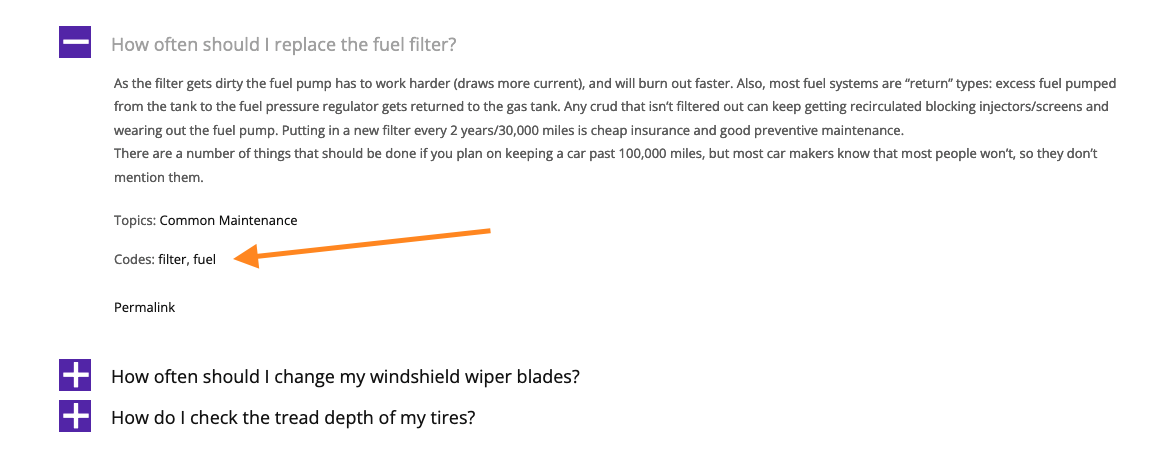 How often should I replace the fuel filter?
As the filter gets dirty the fuel pump has to work harder (draws more current), and will burn out faster. Also, most fuel systems are “return” types: excess fuel pumped
from the tank to the fuel pressure regulator gets returned to the gas tank. Any crud that isn’t filtered out can keep getting recirculated blocking injectors/screens and
wearing out the fuel pump. Putting in a new filter every 2 years/30,000 miles is cheap insurance and good preventive maintenance.
There are a number of things that should be done if you plan on keeping a car past 100,000 miles, but most car makers know that most people won’t, so they don’t
mention them.
Topics: Common Maintenance
Codes: filter, fuel
Permalink
How often should I change my windshield wiper blades?
How do I check the tread depth of my tires?